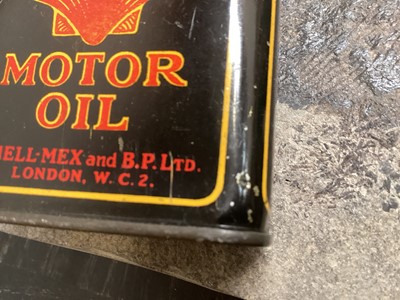 MOTOR
OIL
HELL-MEX and B.P. LTD.
LONDON, W.C.2.